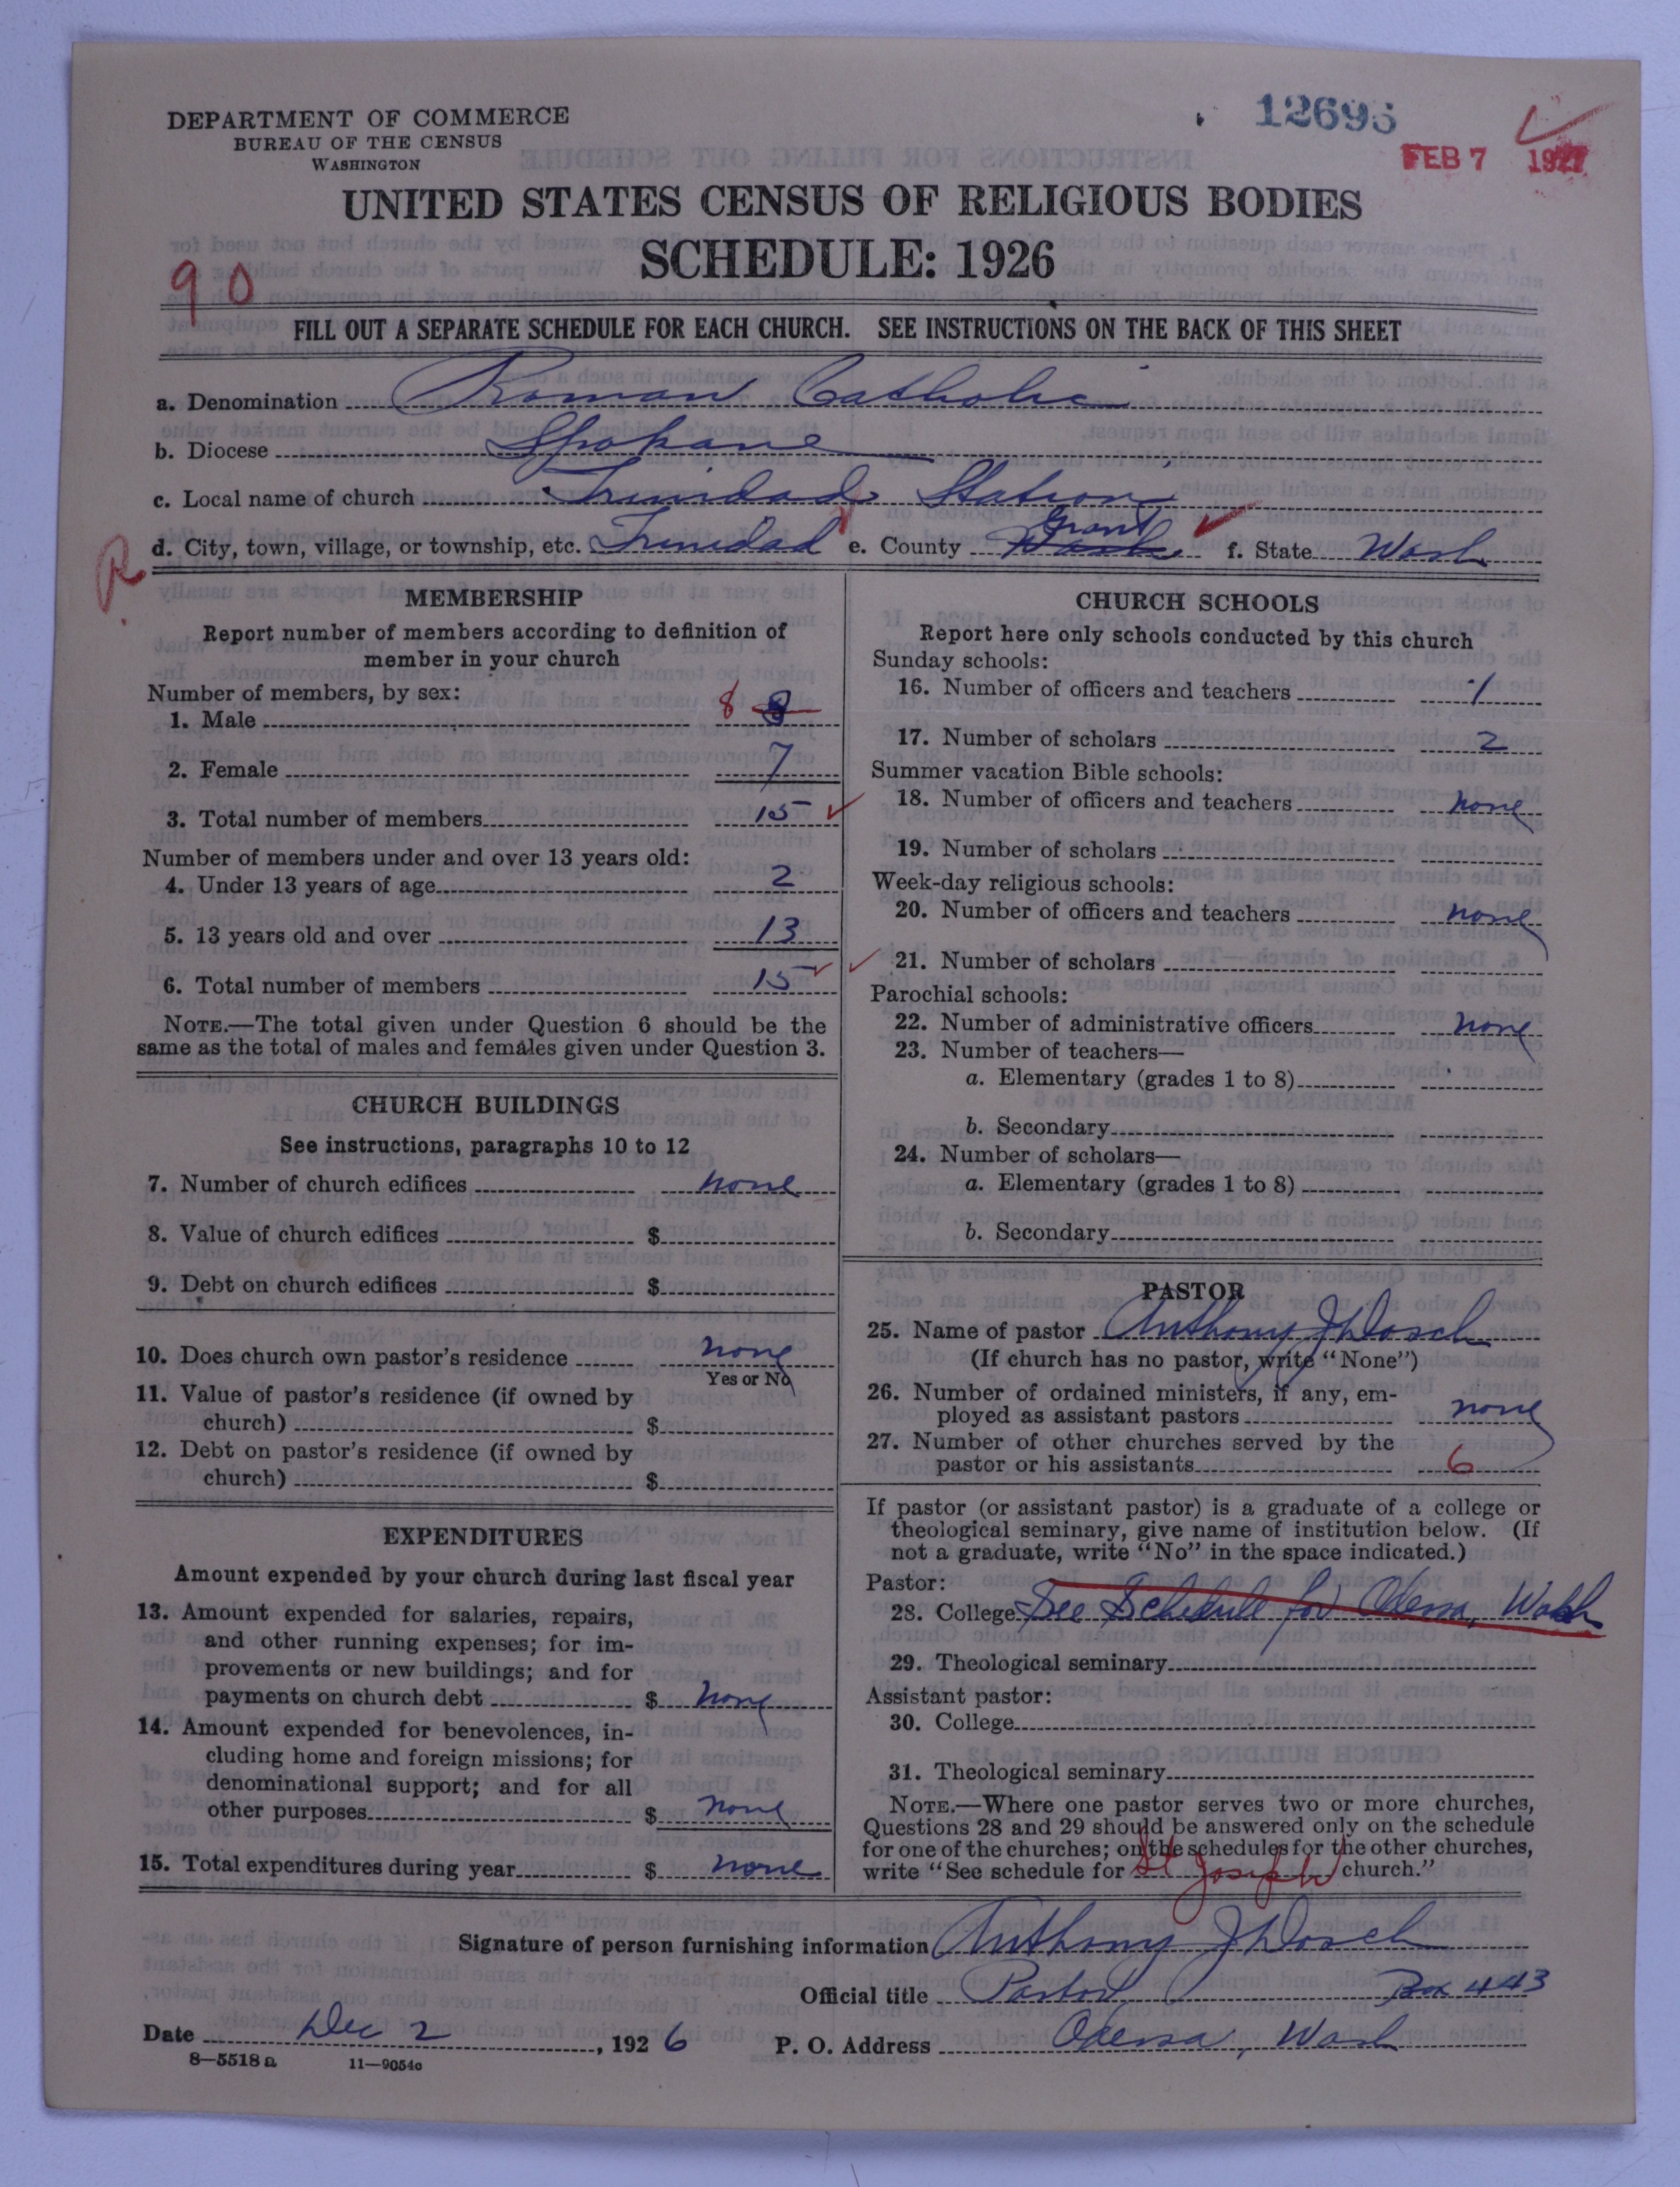 12693
FEB 7 1927
DEPARTMENT OF COMMERCE
BUREAU OF THE CENSUS
WASHINGTON
UNITED STATES CENSUS OF RELIGIOUS BODIES
SCHEDULE: 1926
90
FILL OUT A SEPARATE SCHEDULE FOR EACH CHURCH. SEE INSTRUCTIONS ON THE BACK OF THIS SHEET
a. Denomination Roman Catholic
b. Diocese Spokane
c. Local name of church Trinidad Station
d. City, town, village, or township, etc. Trinidad e. County Grant f. State Wash
R
MEMBERSHIP
Report number of members according to definition of
member in your church
Number of members, by sex:
1. Male 8 8
2. Female 7
3. Total number of members 15
Number of members under and over 13 years old:
4. Under 13 years of age 2
5. 13 years old and over 13
6. Total number of members 15
NOTE.—The total given under Question 6 should be the
same as the total of males and females given under Question 3.
CHURCH BUILDINGS
See instructions, paragraphs 10 to 12
7. Number of church edifices none
8. Value of church edifices $
9. Debt on church edifices $
10. Does church own pastor's residence none
Yes or No
11. Value of pastor's residence (if owned by
church) $
12. Debt on pastor's residence (if owned by
church) $
EXPENDITURES
Amount expended by your church during last fiscal year
13. Amount expended for salaries, repairs,
and other running expenses; for im-
provements or new buildings; and for
payments on church debt $ none
14. Amount expended for benevolences, in-
cluding home and foreign missions; for
denominational support; and for all
other purposes $ none
15. Total expenditures during year $ none
CHURCH SCHOOLS
Report here only schools conducted by this church
Sunday schools:
16. Number of officers and teachers 1
17. Number of scholars 2
Summer vacation Bible schools:
18. Number of officers and teachers none
19. Number of scholars
Week-day religious schools:
20. Number of officers and teachers none
21. Number of scholars
Parochial schools:
22. Number of administrative officers none
23. Number of teachers—
a. Elementary (grades 1 to 8)
b. Secondary
24. Number of scholars—
a. Elementary (grades 1 to 8)
b. Secondary
PASTOR
25. Name of pastor Anthony J Dosch
(If church has no pastor, write "None")
26. Number of ordained ministers, if any, em-
ployed as assistant pastors none
27. Number of other churches served by the
pastor or his assistants 6
If pastor (or assistant pastor) is a graduate of a college or
theological seminary, give name of institution below. (If
not a graduate, write "No" in the space indicated.)
Pastor:
28. College See Schedule for Odessa, Wash
29. Theological seminary
Assistant pastor:
30. College
31. Theological seminary
NOTE.—Where one pastor serves two or more churches,
Questions 28 and 29 should be answered only on the schedule
for one of the churches; on the schedules for the other churches,
write "See schedule for St Joseph church."
Signature of person furnishing information Anthony J Dosch
Official title Pastor Box 443
Date Dec 2, 1926 P. O. Address Odessa, Wash
8—5518a 11—9054c